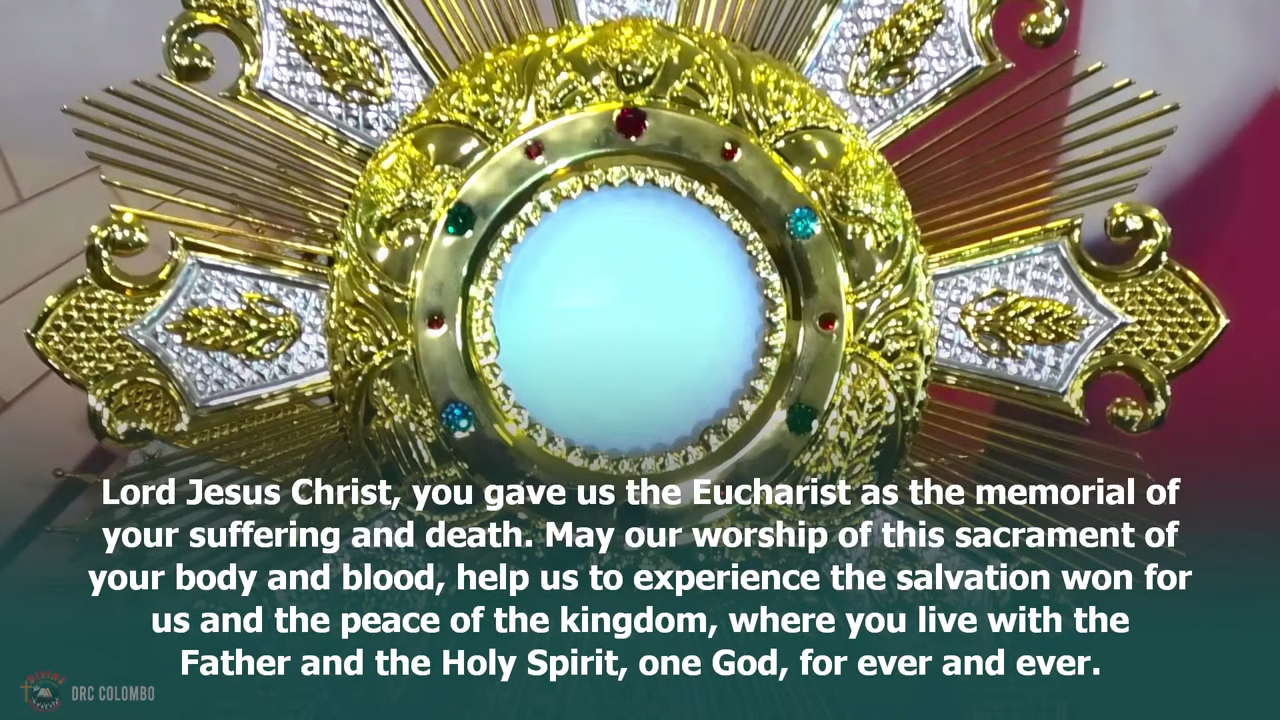 Lord Jesus Christ, you gave us the Eucharist as the memorial of
your suffering and death. May our worship of this sacrament of
your body and blood, help us to experience the salvation won for
us and the peace of the kingdom, where you live with the
Father and the Holy Spirit, one God, for ever and ever.
DRC COLOMBO